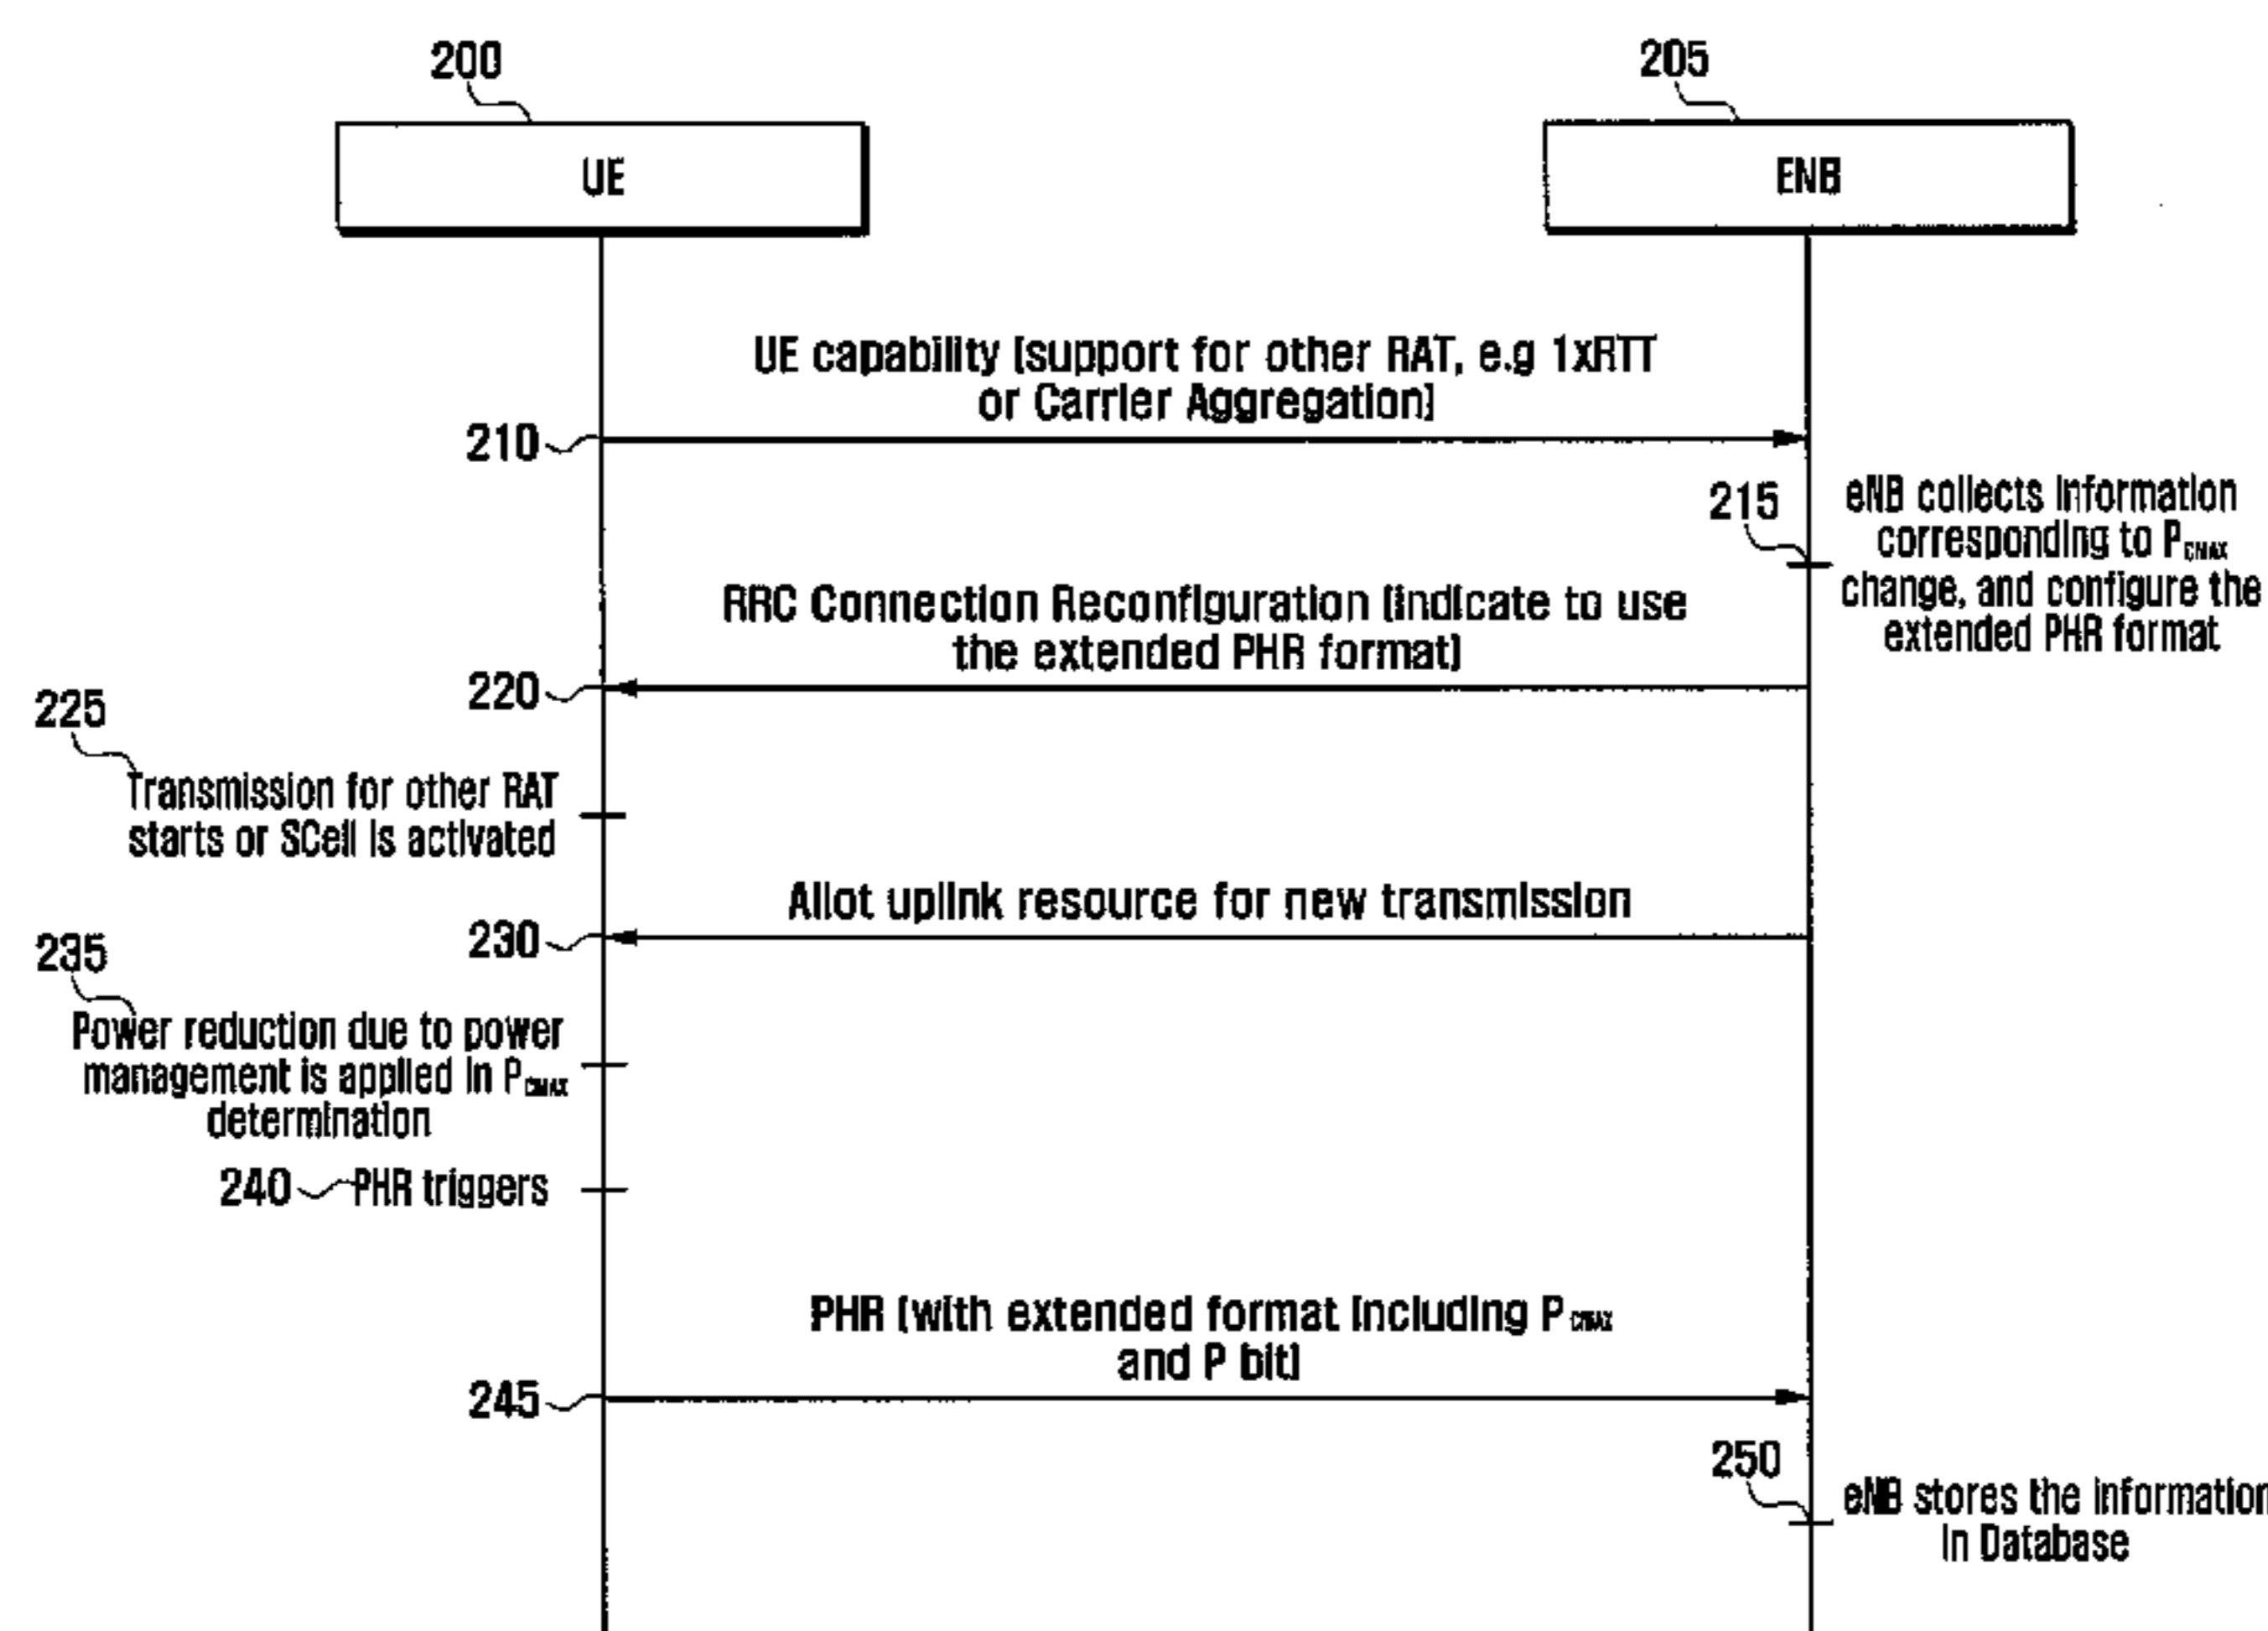 200
205
UE
ENB
UE capability (support for other RAT, e.g 1xRTT
or Carrier Aggregation)
210
215
eNB collects information
corresponding to PCMAX
change, and configure the
extended PHR format
RRC Connection Reconfiguration (indicate to use
the extended PHR format)
220
225
Transmission for other RAT
starts or SCell is activated
Allot uplink resource for new transmission
230
235
Power reduction due to power
management is applied in PCMAX
determination
240 PHR triggers
PHR (with extended format including PCMAX
and P bit)
245
250
eNB stores the information
in Database